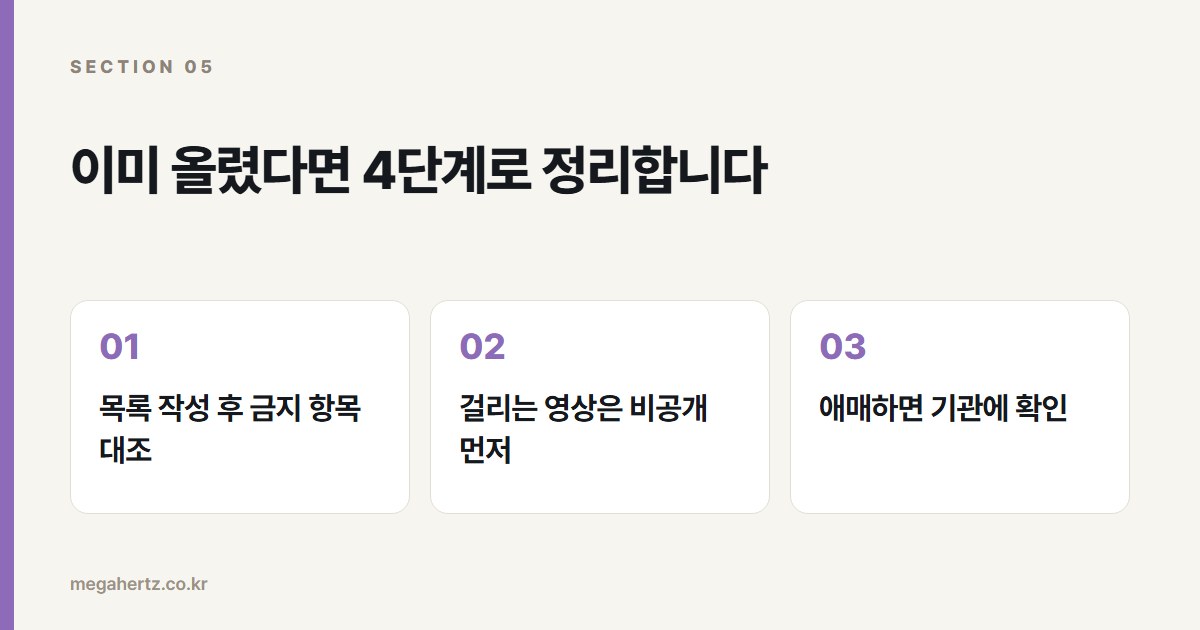 SECTION 05
이미 올렸다면 4단계로 정리합니다
01
목록 작성 후 금지 항목
대조
02
걸리는 영상은 비공개
먼저
03
애매하면 기관에 확인
megahertz.co.kr